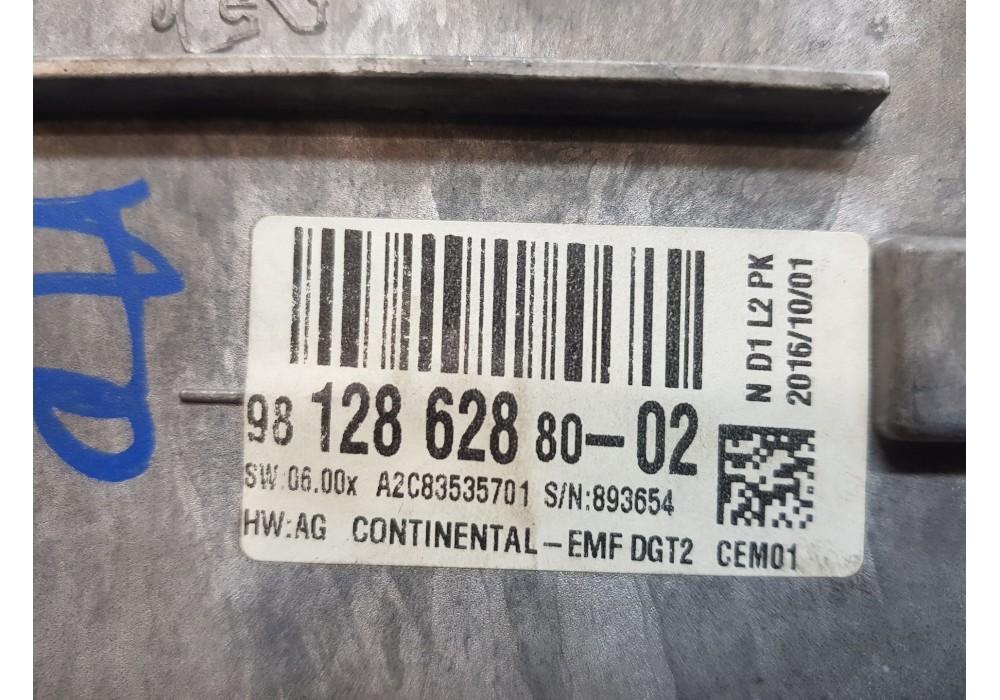 98 128 628 80-02
SW:06.00x A2C83535701 S/N:893654
HW:AG CONTINENTAL-EMF DGT2 CEM01
N D1 L2 PK
2016/10/01